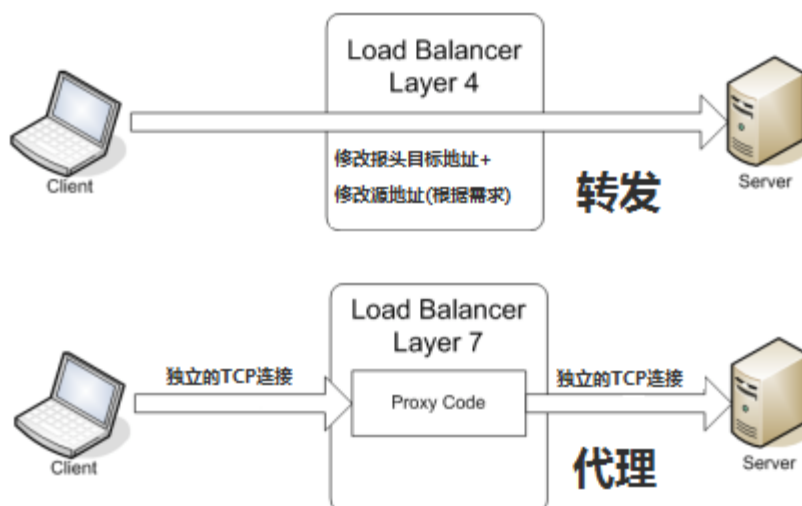 Load Balancer
Layer 4
修改报头目标地址+
修改源地址(根据需求)
Client
转发
Server
Load Balancer
Layer 7
独立的TCP连接
独立的TCP连接
Proxy Code
Client
代理
Server